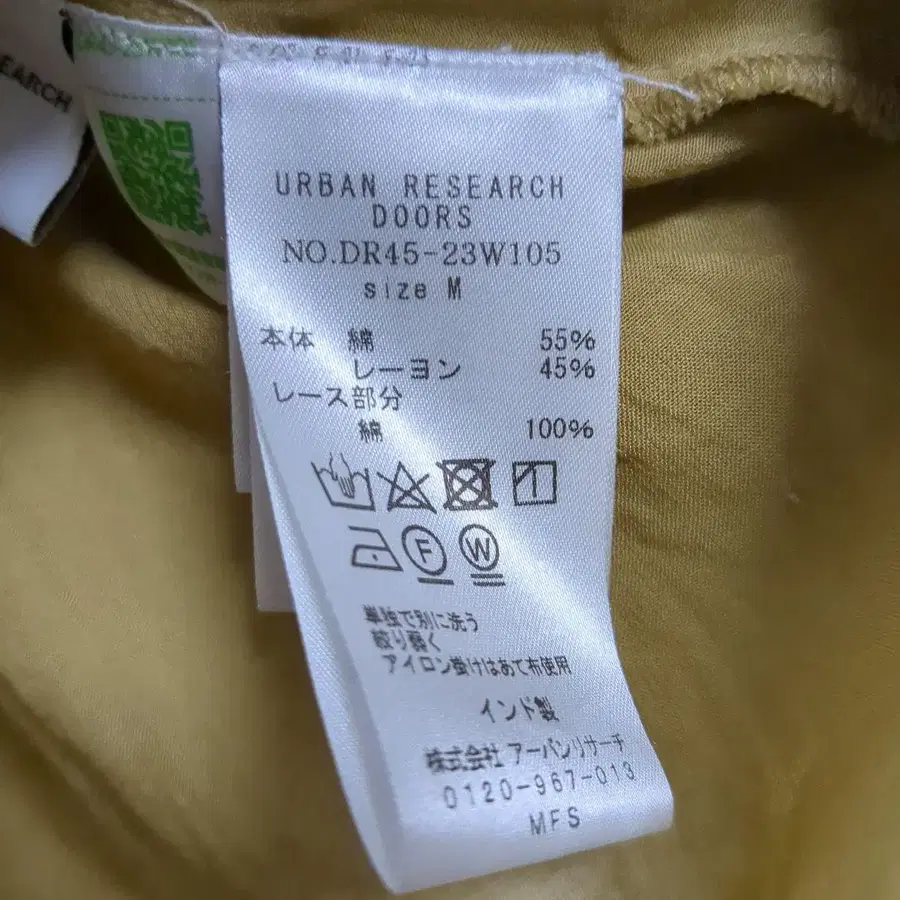 EARCH
URBAN RESEARCH
DOORS
NO.DR45-23W105
size M
本体 綿 55%
レーヨン 45%
レース部分
綿 100%
F W
単独で別に洗う
絞り弱く
アイロン掛けはあて布使用
インド製
株式会社 アーバンリサーチ
0120-967-013
MFS